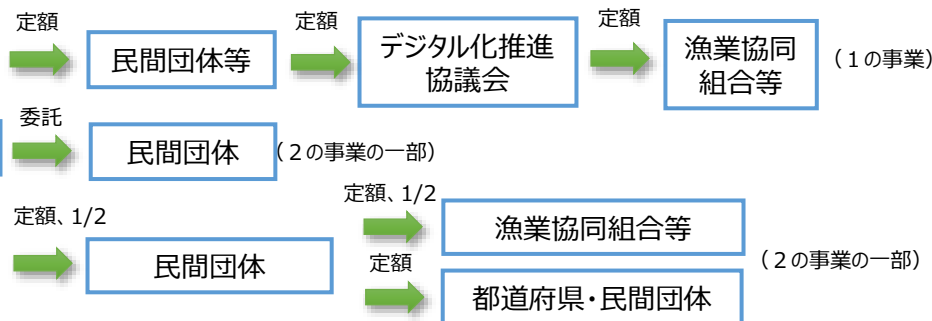 定額
定額
定額
民間団体等
デジタル化推進
協議会
漁業協同
組合等
（１の事業）
委託
民間団体
（２の事業の一部）
定額、1/2
定額、1/2
漁業協同組合等
民間団体
定額
（２の事業の一部）
都道府県・民間団体